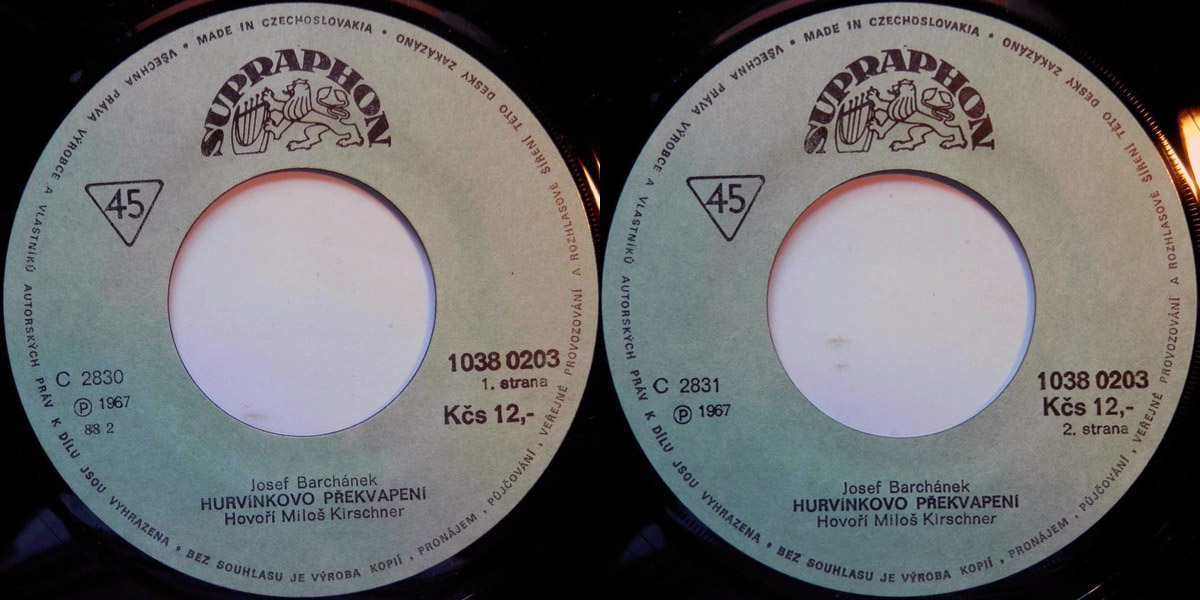 VŠECHNA PRÁVA VÝROBCE A VLASTNÍKŮ AUTORSKÝCH PRÁV K DÍLU JSOU VYHRAZENA • BEZ SOUHLASU JE VÝROBA KOPIÍ, PRONÁJEM, PŮJČOVÁNÍ, VEŘEJNÉ PROVOZOVÁNÍ A ROZHLASOVÉ ŠÍŘENÍ TÉTO DESKY ZAKÁZÁNO • MADE IN CZECHOSLOVAKIA •
SUPRAPHON
45
1038 0203
1. strana
Kčs 12,-
C 2830
Ⓟ 1967
88 2
Josef Barchánek
HURVÍNKOVO PŘEKVAPENÍ
Hovoří Miloš Kirschner
VŠECHNA PRÁVA VÝROBCE A VLASTNÍKŮ AUTORSKÝCH PRÁV K DÍLU JSOU VYHRAZENA • BEZ SOUHLASU JE VÝROBA KOPIÍ, PRONÁJEM, PŮJČOVÁNÍ, VEŘEJNÉ PROVOZOVÁNÍ A ROZHLASOVÉ ŠÍŘENÍ TÉTO DESKY ZAKÁZÁNO • MADE IN CZECHOSLOVAKIA •
SUPRAPHON
45
1038 0203
Kčs 12,-
2. strana
C 2831
Ⓟ 1967
Josef Barchánek
HURVÍNKOVO PŘEKVAPENÍ
Hovoří Miloš Kirschner